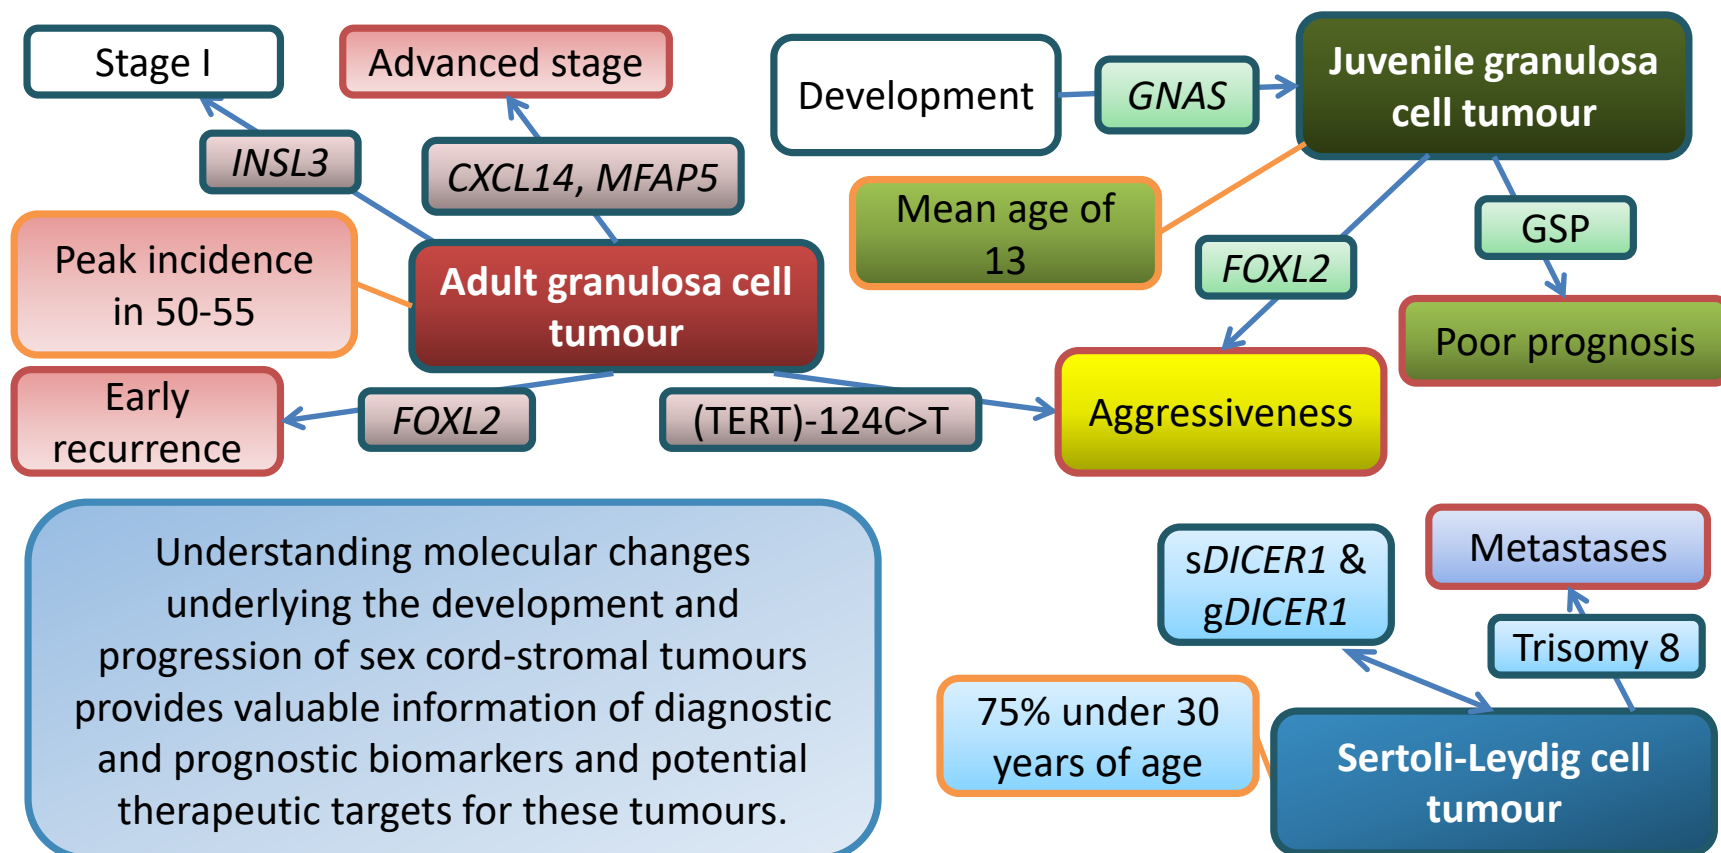 Stage I
Advanced stage
INSL3
CXCL14, MFAP5
Peak incidence
in 50-55
Adult granulosa cell
tumour
Early
recurrence
FOXL2
(TERT)-124C>T
Aggressiveness
Development
GNAS
Juvenile granulosa
cell tumour
Mean age of
13
FOXL2
GSP
Poor prognosis
Understanding molecular changes
underlying the development and
progression of sex cord-stromal tumours
provides valuable information of diagnostic
and prognostic biomarkers and potential
therapeutic targets for these tumours.
sDICER1 &
gDICER1
Metastases
Trisomy 8
75% under 30
years of age
Sertoli-Leydig cell
tumour